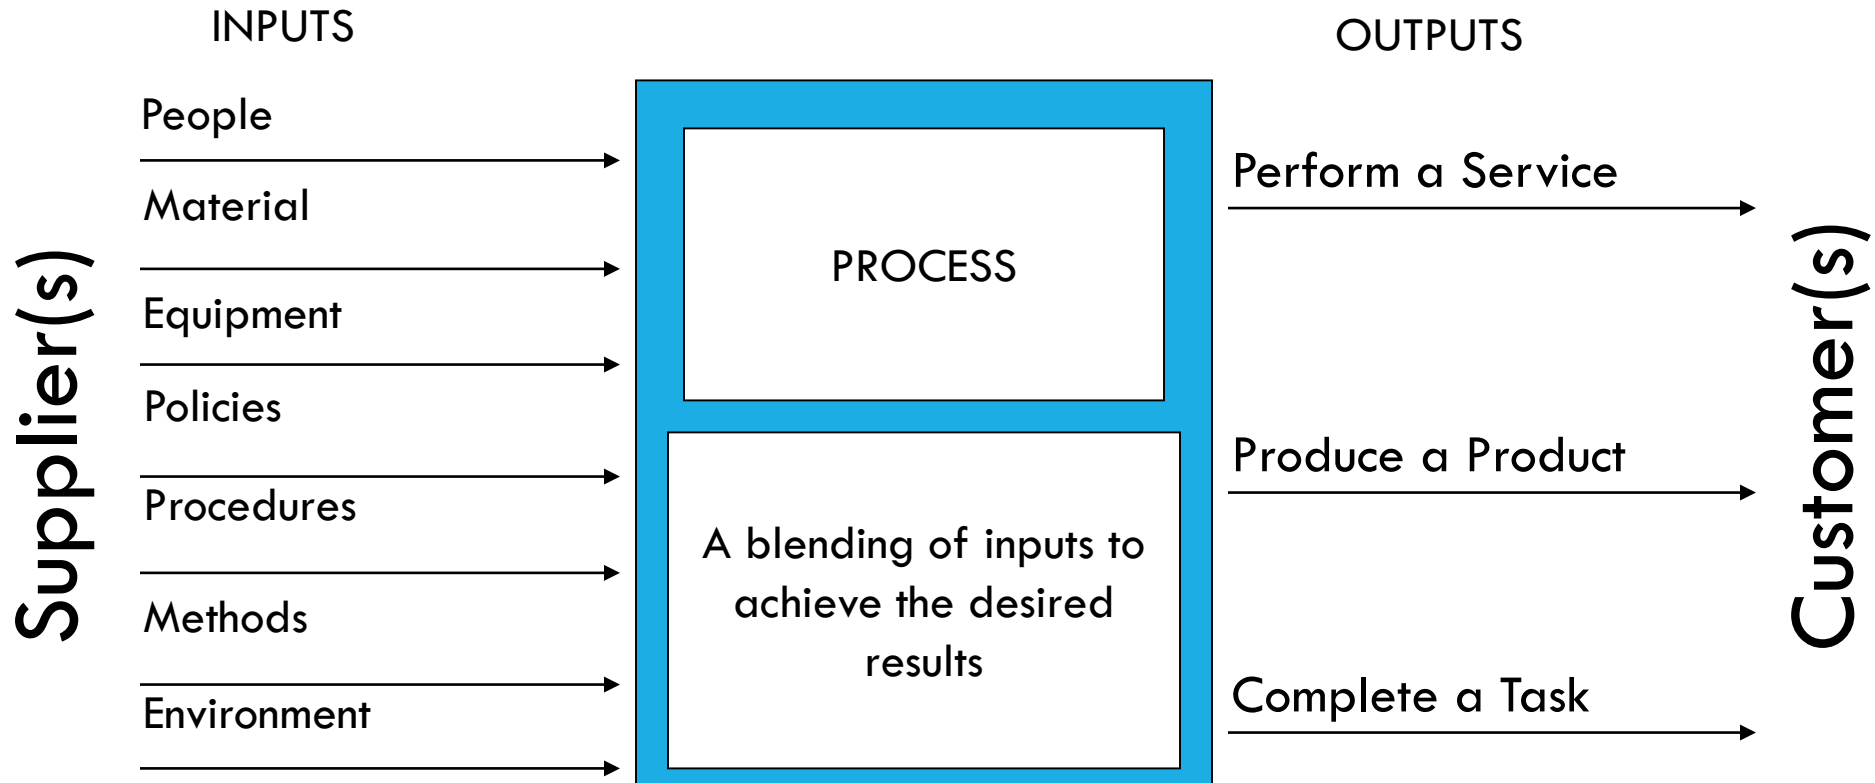 INPUTS
OUTPUTS
Supplier(s)
People
Material
Equipment
Policies
Procedures
Methods
Environment
PROCESS
A blending of inputs to
achieve the desired
results
Perform a Service
Produce a Product
Complete a Task
Customer(s)